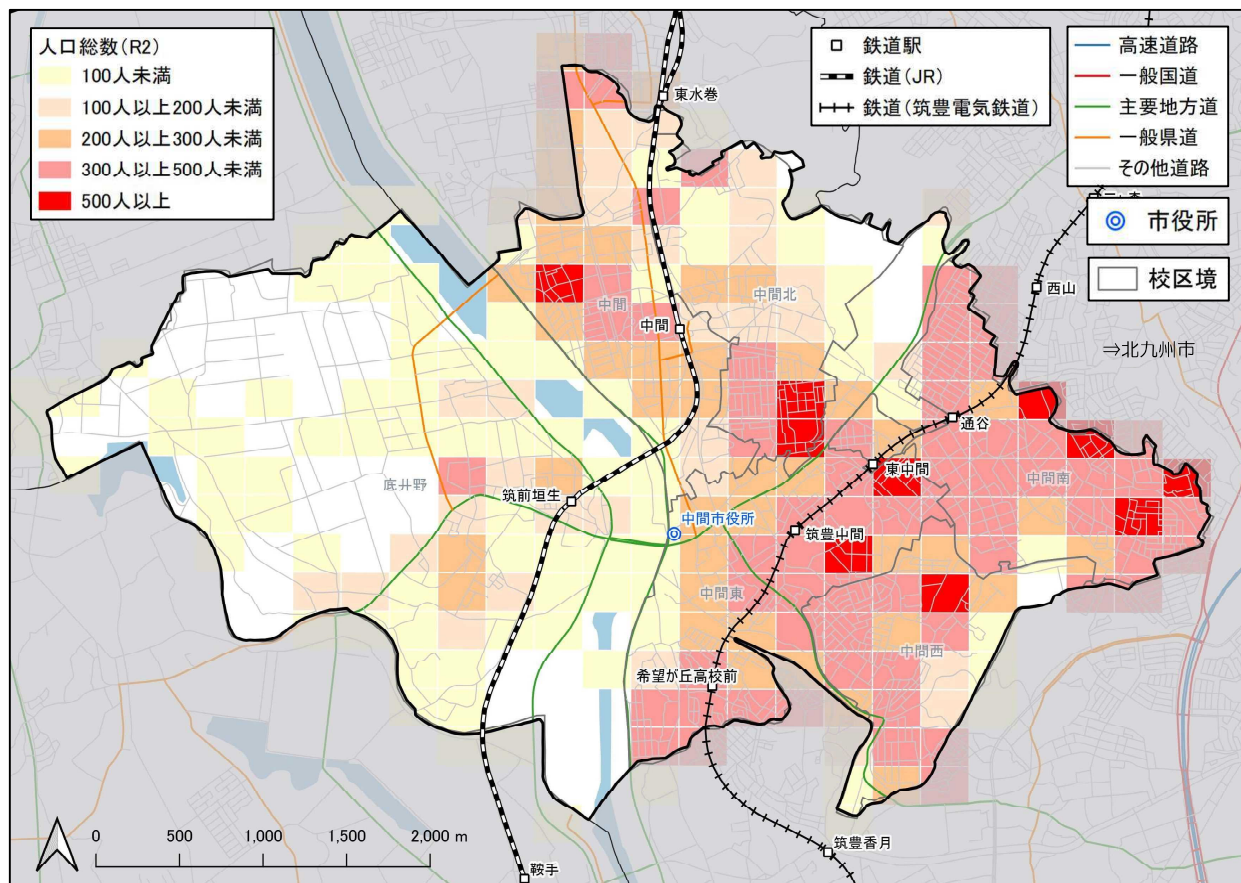 人口総数(R2)
100人未満
100人以上200人未満
200人以上300人未満
300人以上500人未満
500人以上
鉄道駅
鉄道(JR)
鉄道(筑豊電気鉄道)
高速道路
一般国道
主要地方道
一般県道
その他道路
市役所
校区境
東水巻
西山
中間
中間北
中間
⇒北九州市
通谷
東中間
中間南
底井野
筑前垣生
中間市役所
筑豊中間
中間東
中間西
希望が丘高校前
筑豊香月
鞍手
0 500 1,000 1,500 2,000 m